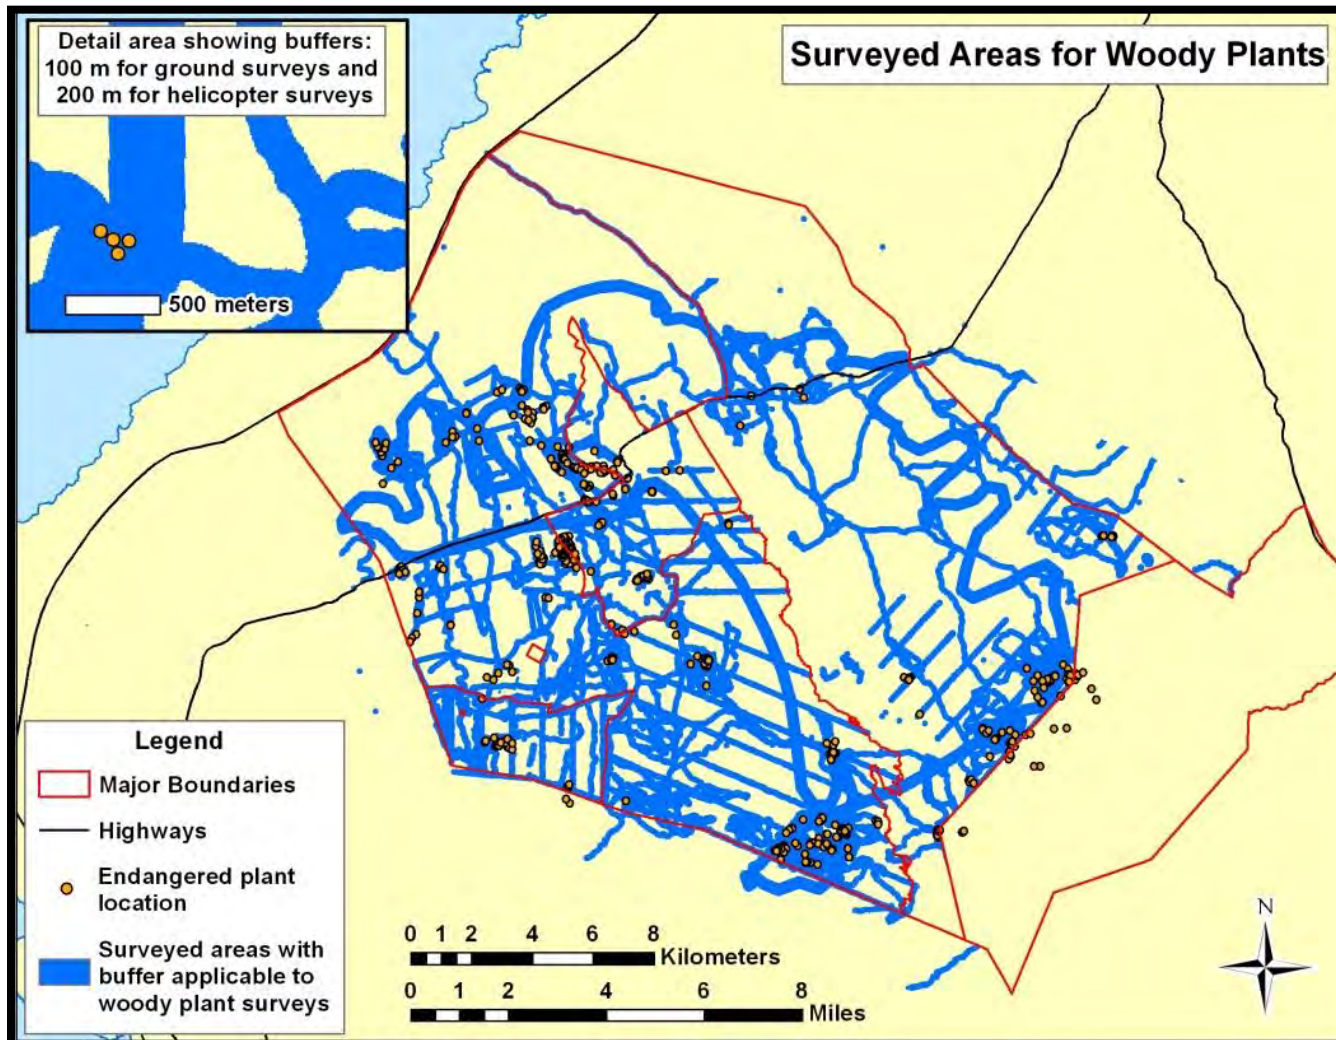 Detail area showing buffers:
100 m for ground surveys and
200 m for helicopter surveys
500 meters
Surveyed Areas for Woody Plants
Legend
Major Boundaries
Highways
Endangered plant
location
Surveyed areas with
buffer applicable to
woody plant surveys
0 1 2 4 6 8
Kilometers
0 1 2 4 6 8
Miles
N